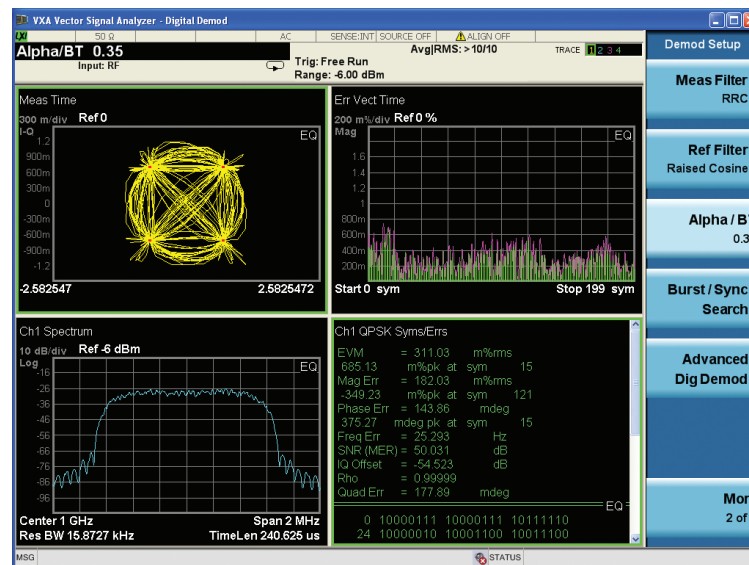 VXA Vector Signal Analyzer - Digital Demod
LXI 50 Ω AC SENSE:INT SOURCE OFF ALIGN OFF
Alpha/BT 0.35
Input: RF
Trig: Free Run
Range: -6.00 dBm
Avg|RMS: >10/10
TRACE 1 2 3 4
Meas Time
300 m/div Ref 0
I-Q
EQ
1.2
900m
600m
300m
0
-300m
-600m
-900m
-1.2
-2.582547 2.5825472
Err Vect Time
200 m%/div Ref 0 %
Mag
EQ
1.6
1.4
1.2
1
800m
600m
400m
200m
Start 0 sym Stop 199 sym
Ch1 Spectrum
10 dB/div Ref -6 dBm
Log
EQ
-16
-26
-36
-46
-56
-66
-76
-86
-96
Center 1 GHz Span 2 MHz
Res BW 15.8727 kHz TimeLen 240.625 us
Ch1 QPSK Syms/Errs
EVM = 311.03 m%rms
685.13 m%pk at sym 15
Mag Err = 182.03 m%rms
-349.23 m%pk at sym 121
Phase Err = 143.86 mdeg
375.27 mdeg pk at sym 15
Freq Err = 25.293 Hz
SNR (MER) = 50.031 dB
IQ Offset = -54.523 dB
Rho = 0.99999
Quad Err = 177.89 mdeg
EQ
0 10000111 10000111 10111110
24 10000010 10001100 10011100
Demod Setup
Meas Filter
RRC
Ref Filter
Raised Cosine
Alpha / B
0.3
Burst / Sync
Search
Advanced
Dig Demod
Mor
2 of
MSG STATUS